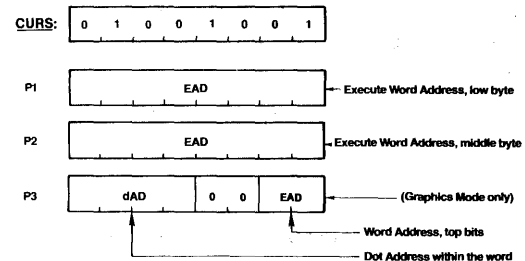 CURS: 0 1 0 0 1 0 0 1
P1 EAD Execute Word Address, low byte
P2 EAD Execute Word Address, middle byte
P3 dAD 0 0 EAD (Graphics Mode only)
Word Address, top bits
Dot Address within the word